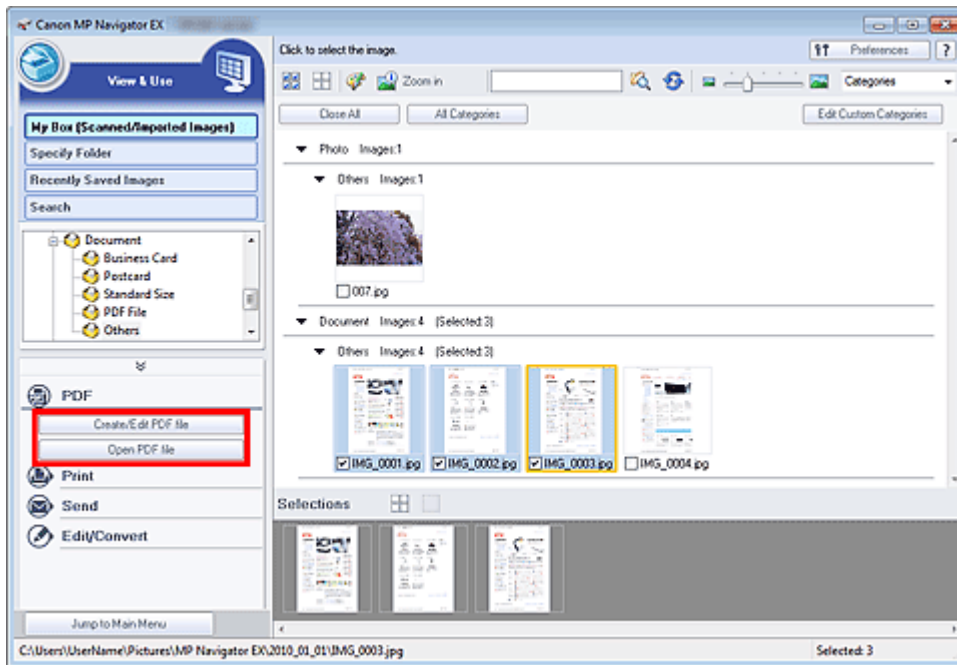 Canon MP Navigator EX
View & Use
My Box (Scanned/Imported Images)
Specify Folder
Recently Saved Images
Search
Document
Business Card
Postcard
Standard Size
PDF File
Others
PDF
Create/Edit PDF file
Open PDF file
Print
Send
Edit/Convert
Jump to Main Menu
Click to select the image.
Preferences
?
Zoom in
Categories
Close All
All Categories
Edit Custom Categories
Photo Images:1
Others Images:1
007.jpg
Document Images:4 (Selected:3)
Others Images:4 (Selected:3)
IMG_0001.jpg IMG_0002.jpg IMG_0003.jpg IMG_0004.jpg
Selections
C:\Users\UserName\Pictures\MP Navigator EX\2010_01_01\IMG_0003.jpg
Selected: 3